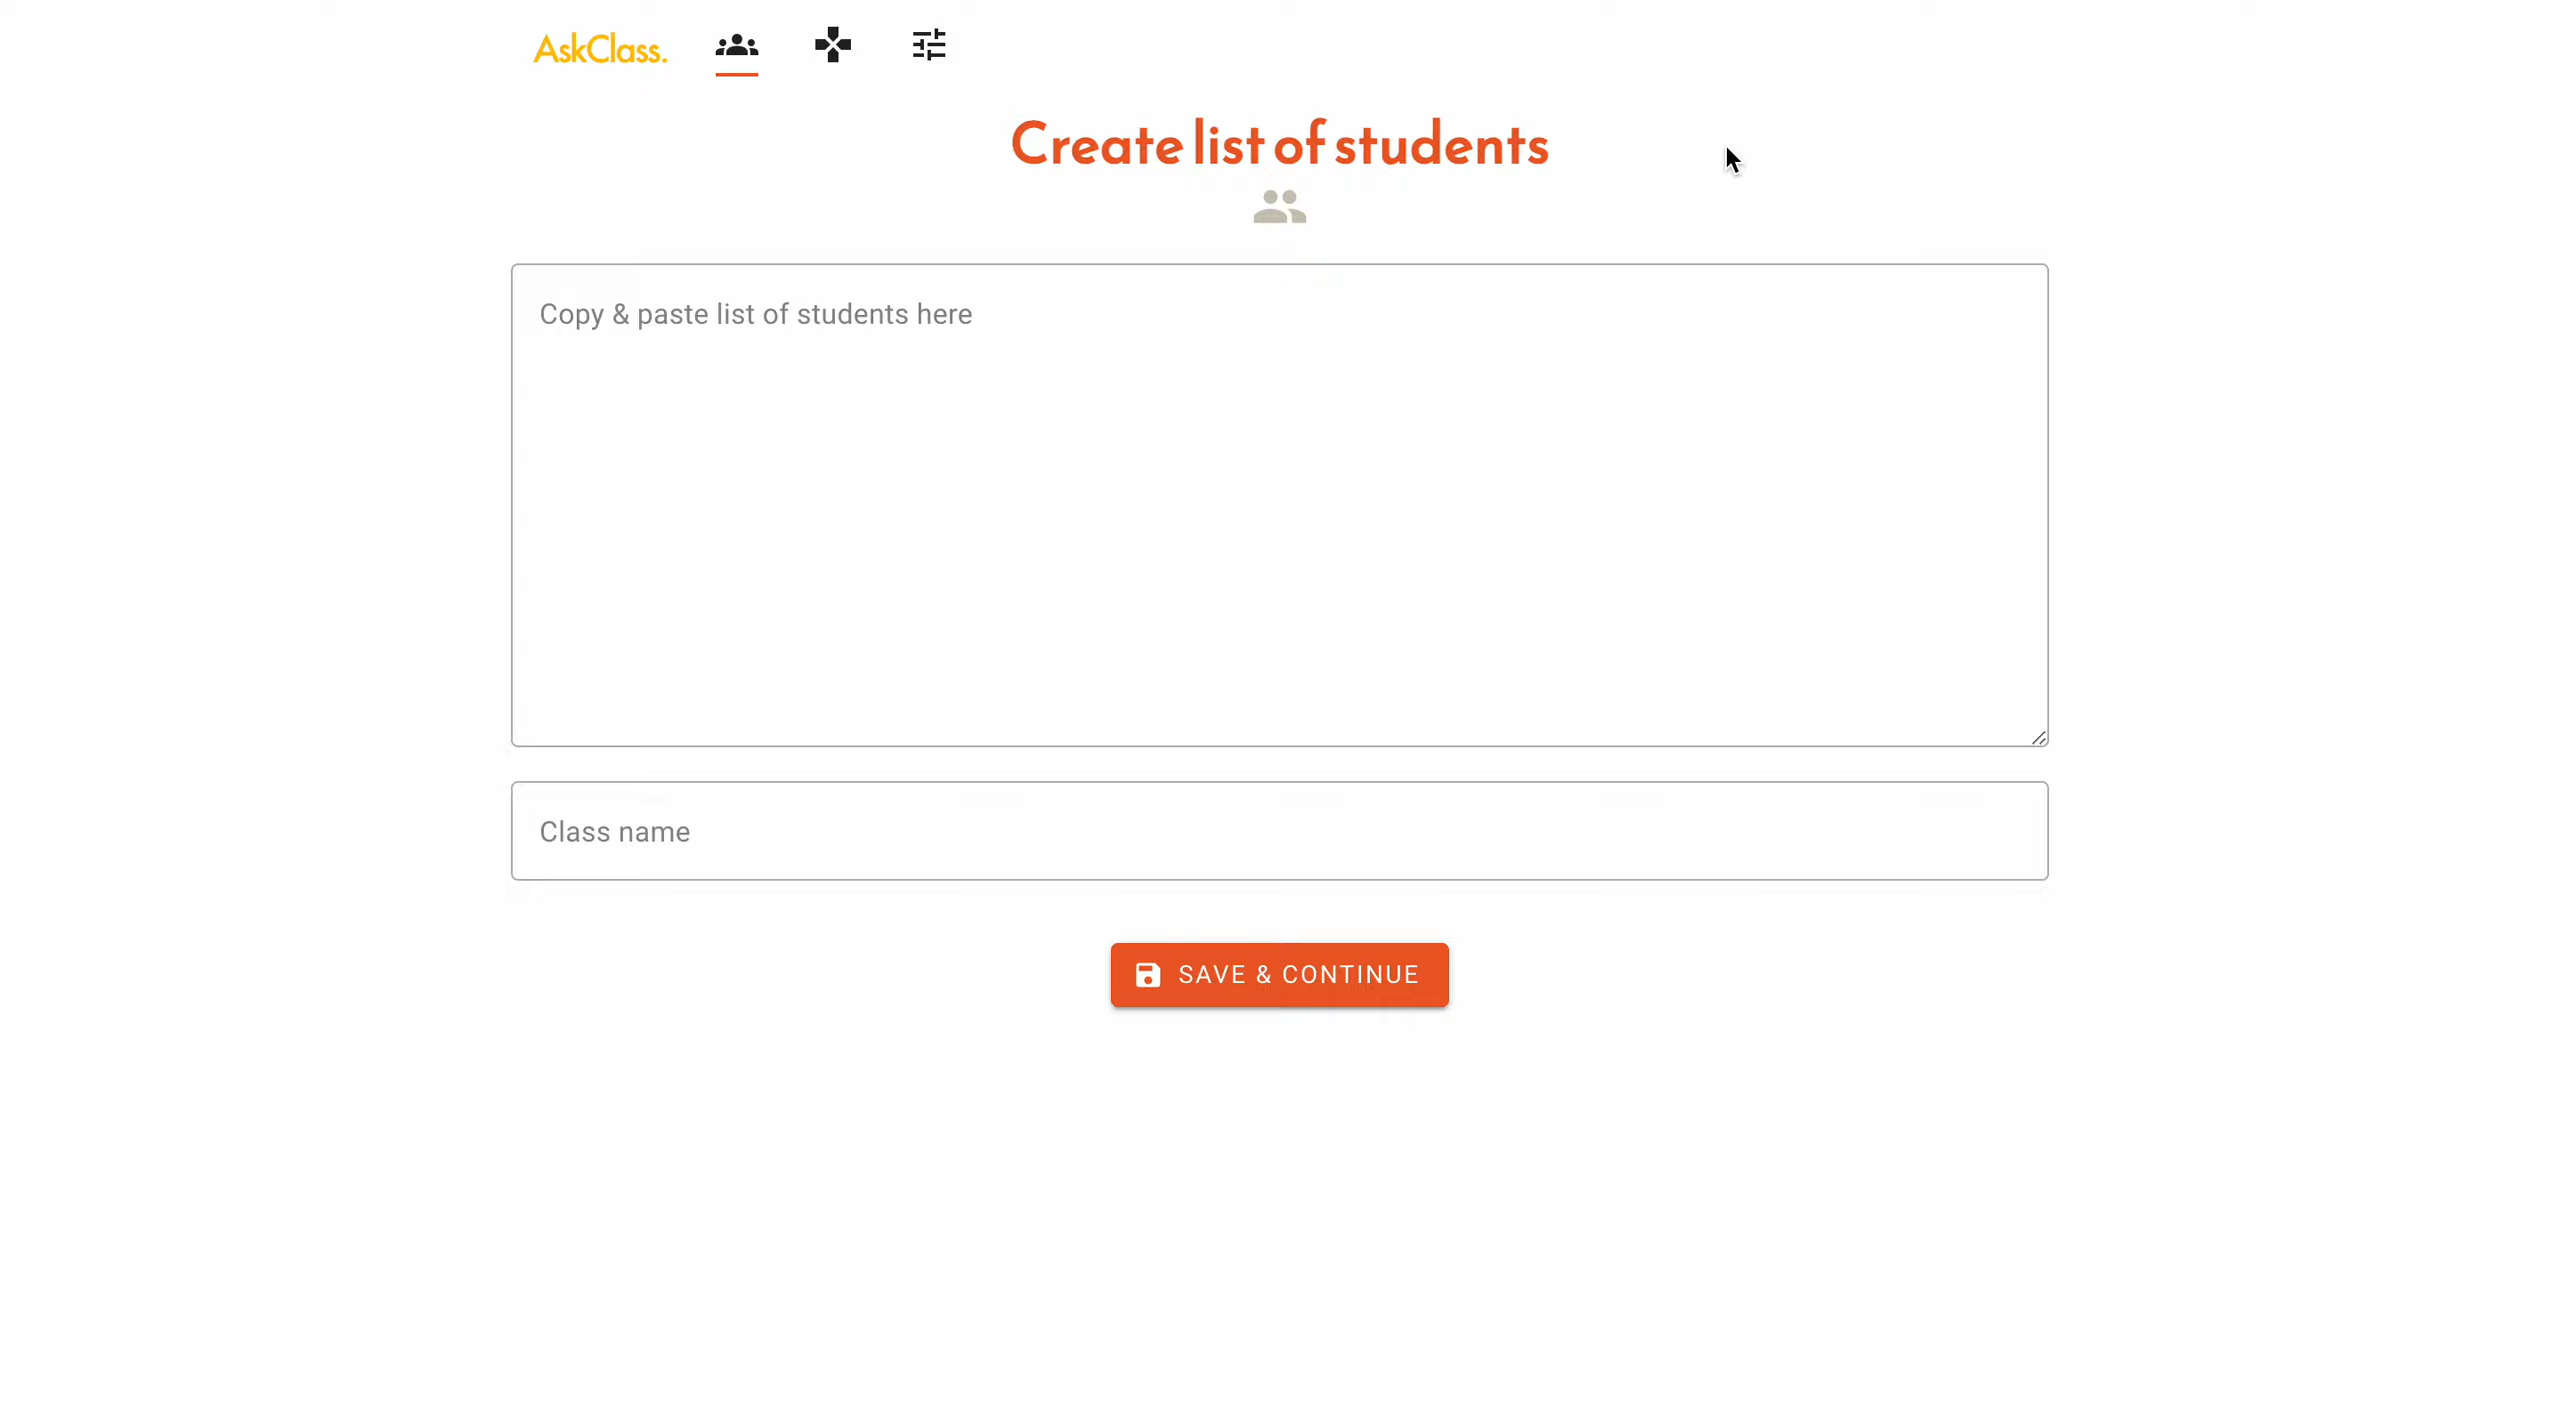 AskClass.
Create list of students
Copy & paste list of students here
Class name
SAVE & CONTINUE